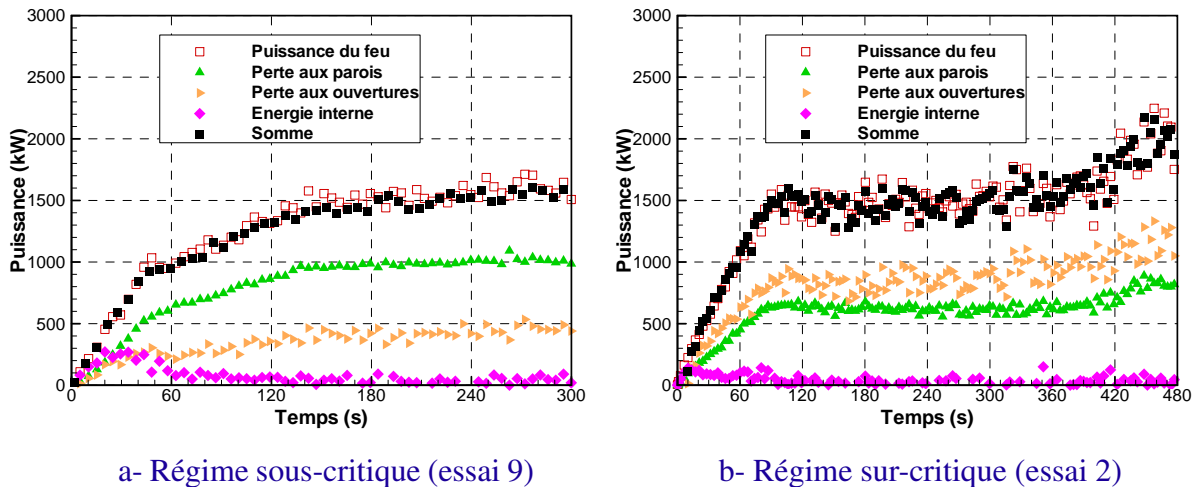 3000
2500
2000
1500
1000
500
0
Puissance (kW)
Puissance du feu
Perte aux parois
Perte aux ouvertures
Energie interne
Somme
0 60 120 180 240 300
Temps (s)
a- Régime sous-critique (essai 9)
3000
2500
2000
1500
1000
500
0
Puissance (kW)
Puissance du feu
Perte aux parois
Perte aux ouvertures
Energie interne
Somme
0 60 120 180 240 300 360 420 480
Temps (s)
b- Régime sur-critique (essai 2)